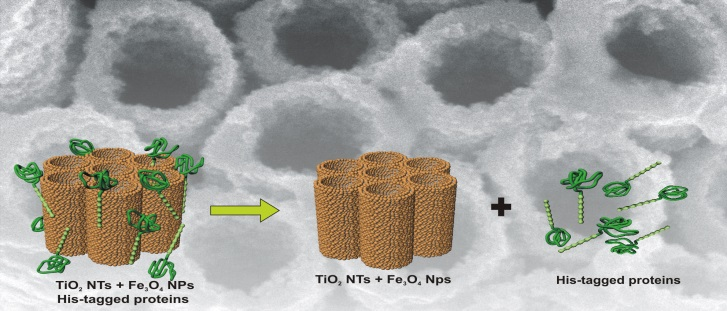 TiO₂ NTs + Fe₃O₄ NPs
His-tagged proteins
TiO₂ NTs + Fe₃O₄ Nps
+
His-tagged proteins